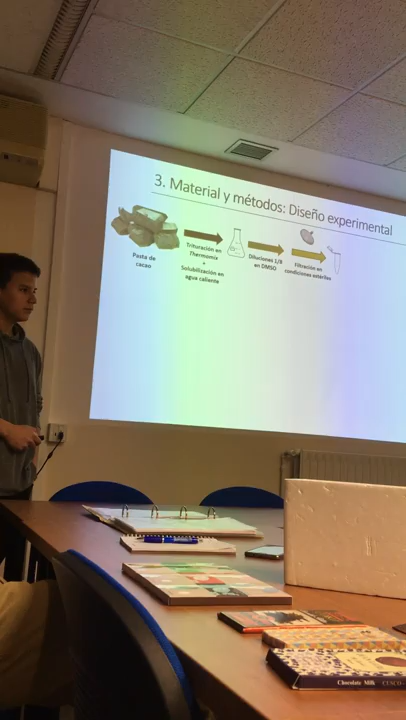 3. Material y métodos: Diseño experimental
Pasta de
cacao
Trituración en
Thermomix
+
Solubilización en
agua caliente
Diluciones 1/8
en DMSO
Filtración en
condiciones estériles
Chocolate Milk CUSCO